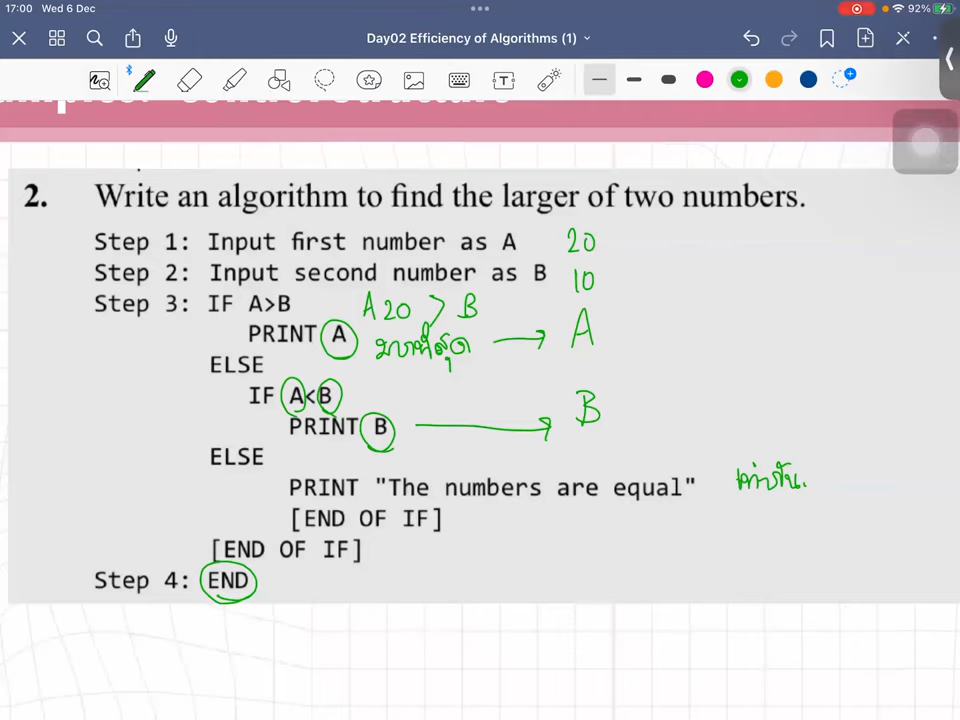 17:00 Wed 6 Dec
92%
Day02 Efficiency of Algorithms (1)
Control Structure
2. Write an algorithm to find the larger of two numbers.
Step 1: Input first number as A 20
Step 2: Input second number as B 10
Step 3: IF A>B A 20 > B
PRINT A มากที่สุด → A
ELSE
IF A<B
PRINT B → B
ELSE
PRINT "The numbers are equal" เท่ากัน
[END OF IF]
[END OF IF]
Step 4: END